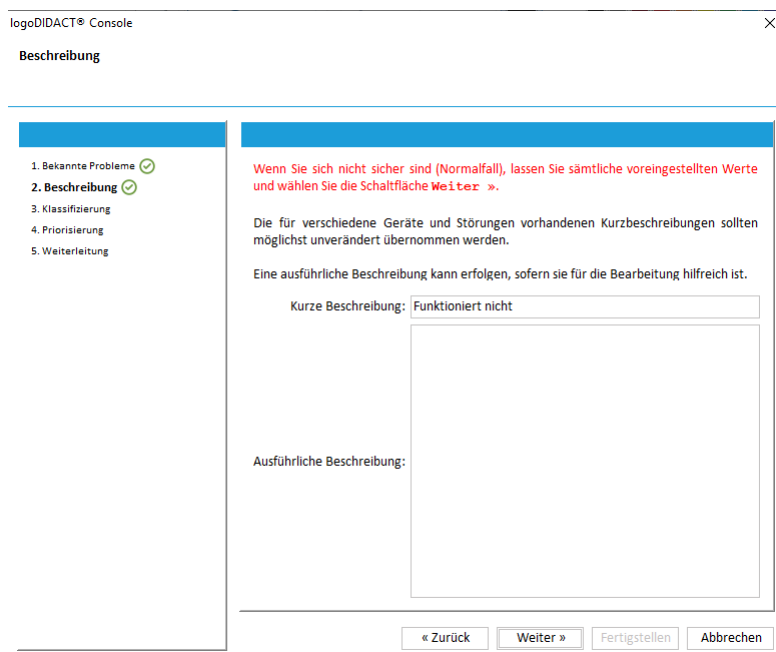 logoDIDACT® Console
Beschreibung
1. Bekannte Probleme
2. Beschreibung
3. Klassifizierung
4. Priorisierung
5. Weiterleitung
Wenn Sie sich nicht sicher sind (Normalfall), lassen Sie sämtliche voreingestellten Werte
und wählen Sie die Schaltfläche Weiter ».
Die für verschiedene Geräte und Störungen vorhandenen Kurzbeschreibungen sollten
möglichst unverändert übernommen werden.
Eine ausführliche Beschreibung kann erfolgen, sofern sie für die Bearbeitung hilfreich ist.
Kurze Beschreibung: Funktioniert nicht
Ausführliche Beschreibung:
« Zurück Weiter » Fertigstellen Abbrechen